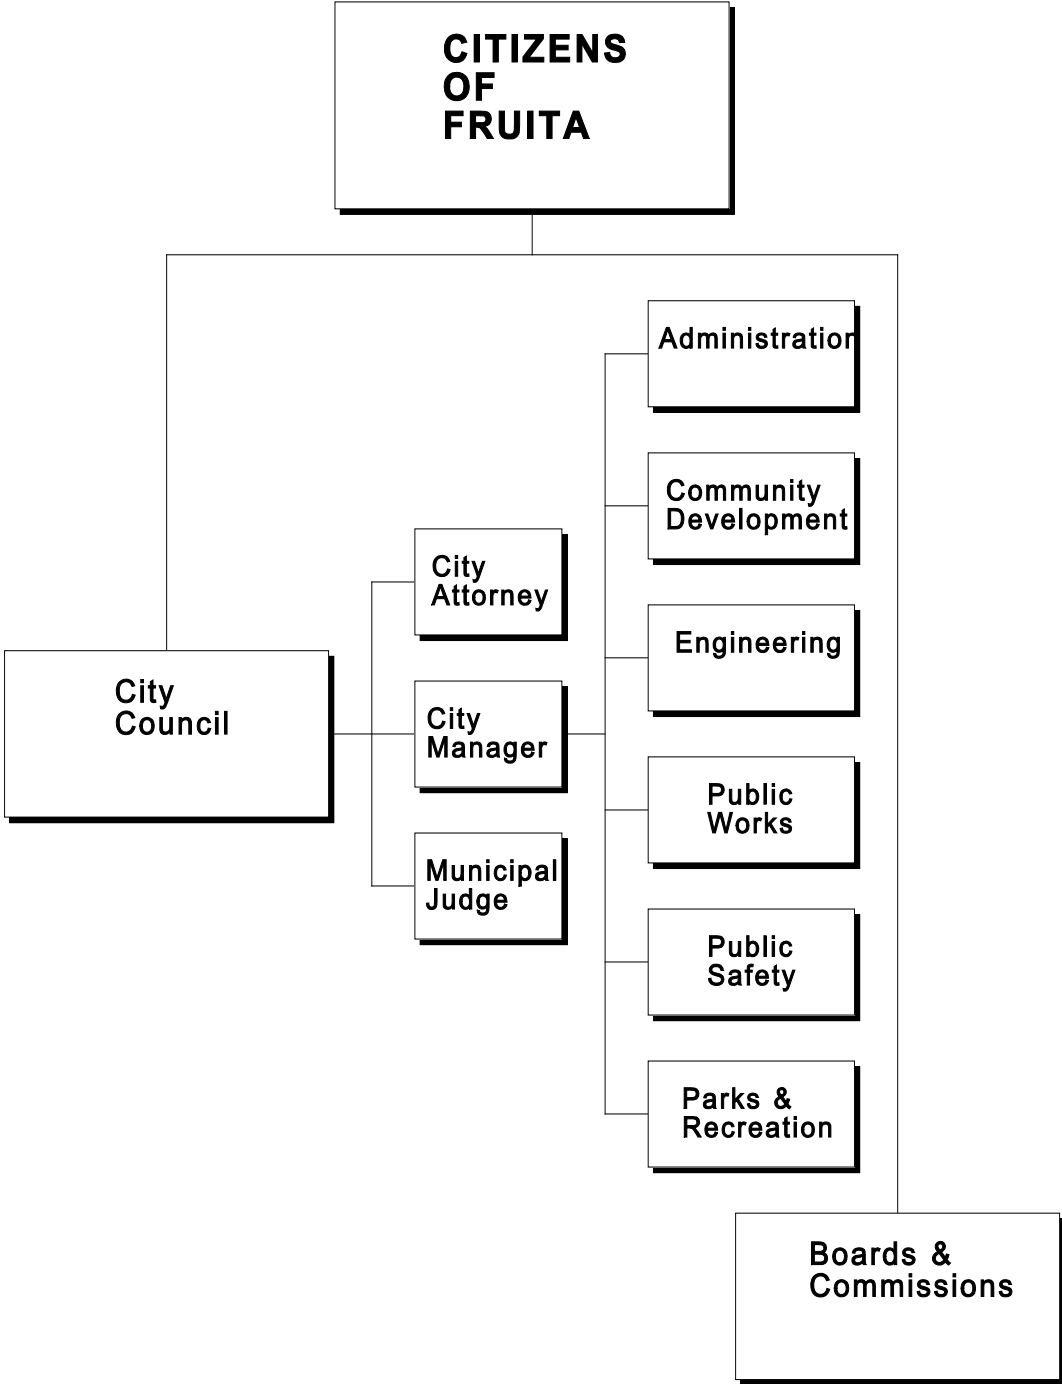 CITIZENS
OF
FRUITA
Administration
Community
Development
City
Attorney
Engineering
City
Council
City
Manager
Public
Works
Municipal
Judge
Public
Safety
Parks &
Recreation
Boards &
Commissions